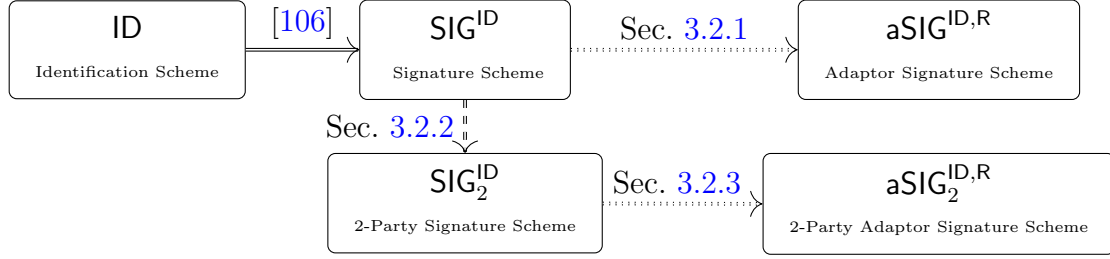 ID
Identification Scheme
[106]
SIG^ID
Signature Scheme
Sec. 3.2.1
aSIG^ID,R
Adaptor Signature Scheme
Sec. 3.2.2
SIG_2^ID
2-Party Signature Scheme
Sec. 3.2.3
aSIG_2^ID,R
2-Party Adaptor Signature Scheme